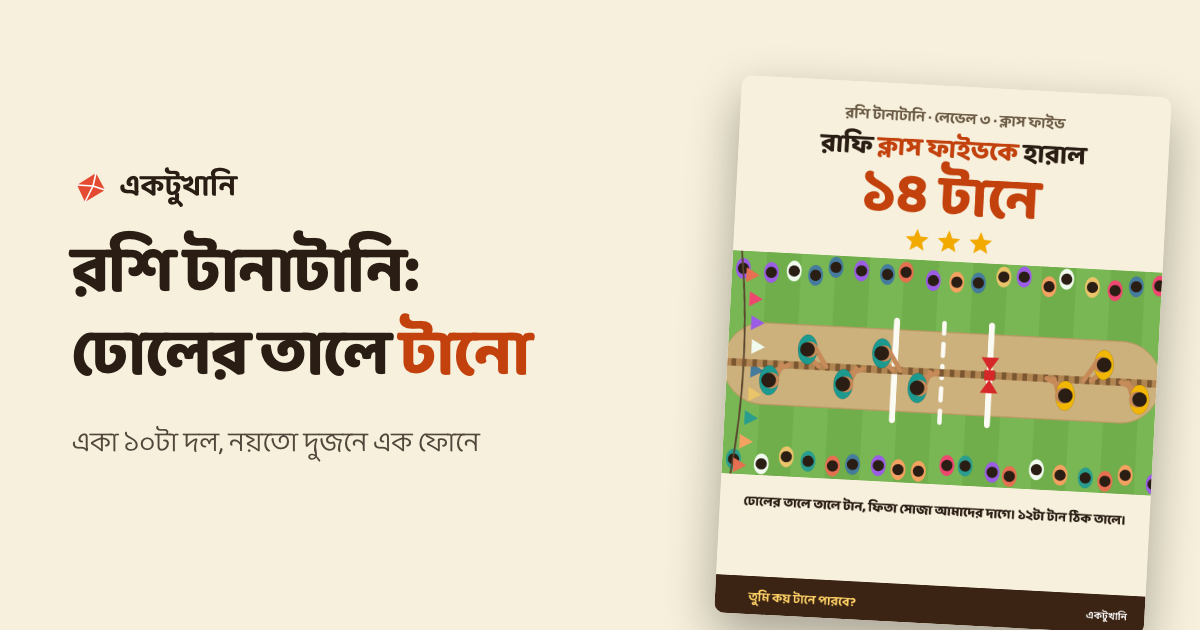 একটুখানি
রশি টানাটানি:
ঢোলের তালে টানো
একা ১০টা দল, নয়তো দুজনে এক ফোনে
রশি টানাটানি · লেভেল ৩ · ক্লাস ফাইভ
রাফি ক্লাস ফাইভকে হারাল
১৪ টানে
ঢোলের তালে তালে টান, ফিতা সোজা আমাদের দাগে। ১২টা টান ঠিক তালে।
তুমি কয় টানে পারবে?
একটুখানি